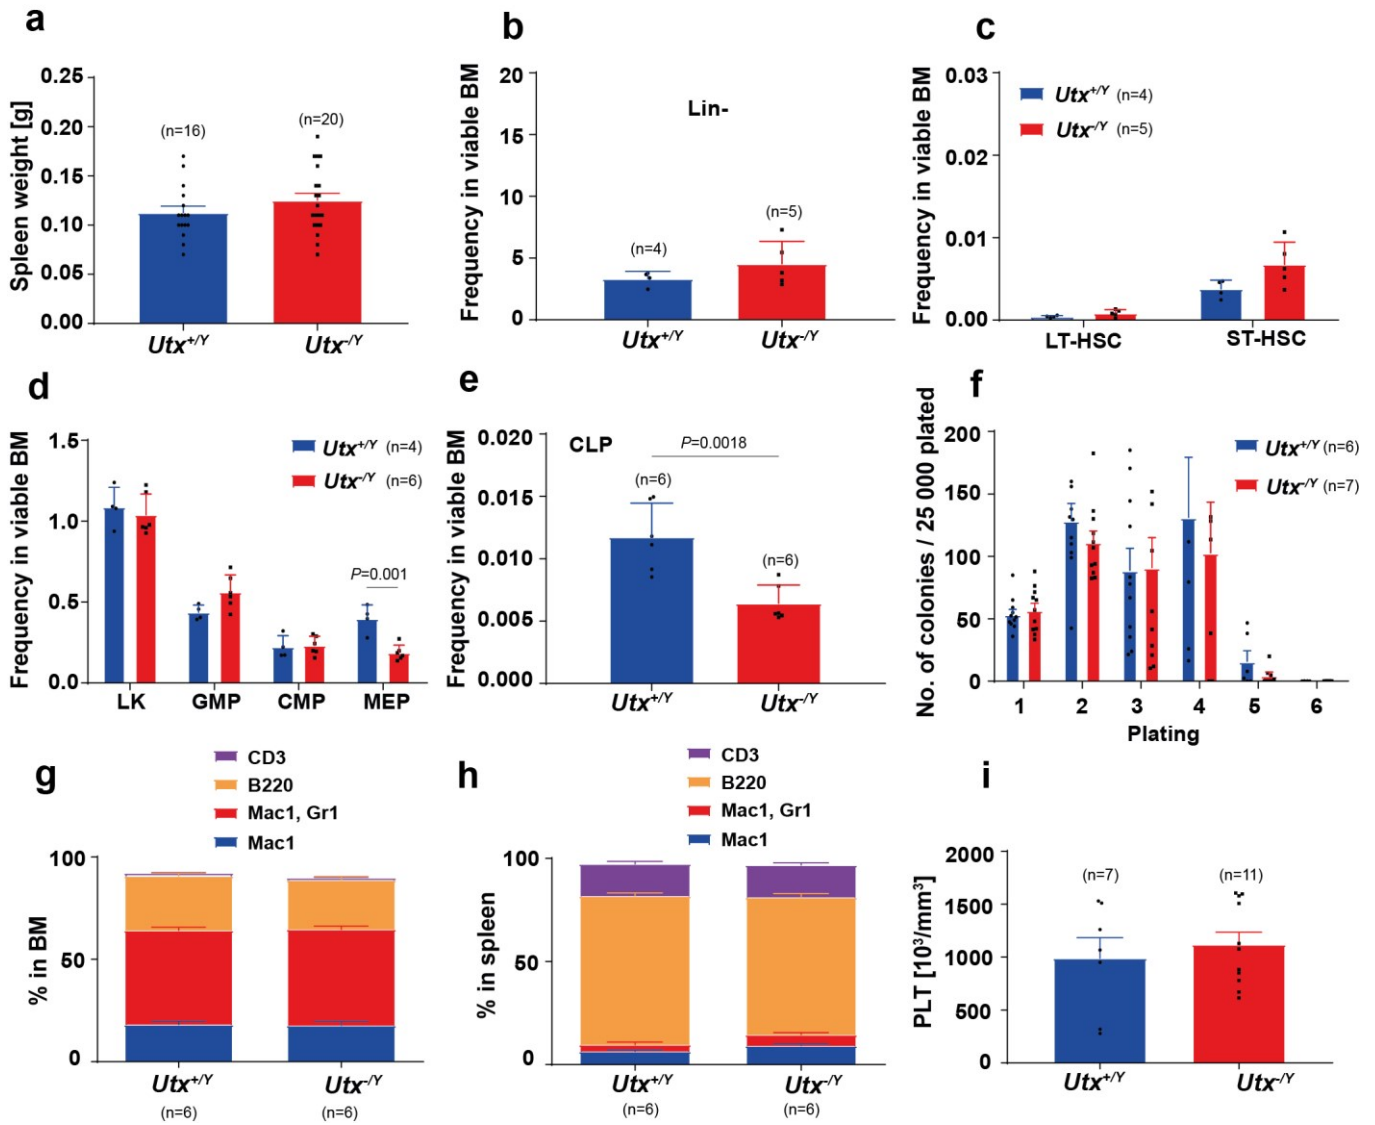 a
Spleen weight [g]
0.25
0.20
0.15
0.10
0.05
0.00
(n=16)
(n=20)
Utx+/Y
Utx-/Y
b
Frequency in viable BM
20
15
10
5
0
Lin-
(n=4)
(n=5)
Utx+/Y
Utx-/Y
c
Frequency in viable BM
0.03
0.02
0.01
0.00
Utx+/Y (n=4)
Utx-/Y (n=5)
LT-HSC
ST-HSC
d
Frequency in viable BM
1.5
1.0
0.5
0.0
Utx+/Y (n=4)
Utx-/Y (n=6)
P=0.001
LK
GMP
CMP
MEP
e
Frequency in viable BM
0.020
0.015
0.010
0.005
0.000
CLP
P=0.0018
(n=6)
(n=6)
Utx+/Y
Utx-/Y
f
No. of colonies / 25 000 plated
200
150
100
50
0
Utx+/Y (n=6)
Utx-/Y (n=7)
1 2 3 4 5 6
Plating
g
CD3
B220
Mac1, Gr1
Mac1
% in BM
100
50
0
Utx+/Y
Utx-/Y
(n=6)
(n=6)
h
CD3
B220
Mac1, Gr1
Mac1
% in spleen
100
50
0
Utx+/Y
Utx-/Y
(n=6)
(n=6)
i
PLT [10³/mm³]
2000
1500
1000
500
0
(n=7)
(n=11)
Utx+/Y
Utx-/Y